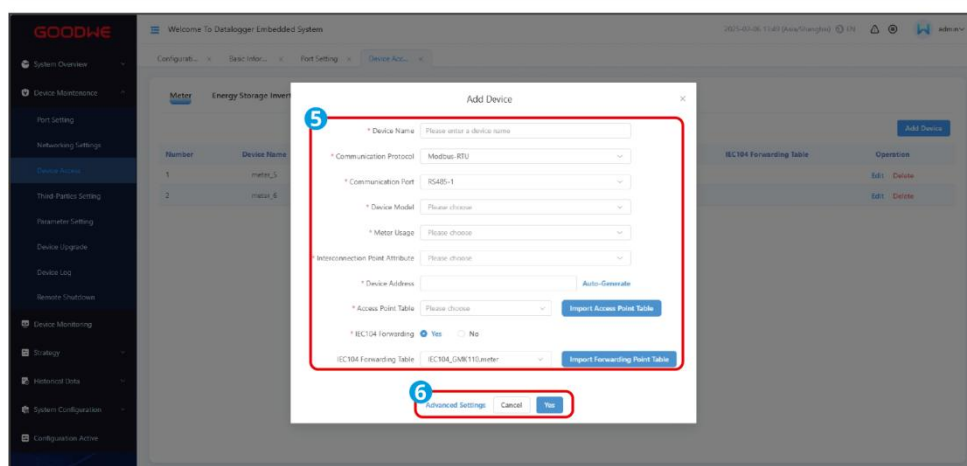 GOODWE
Welcome To Datalogger Embedded System
EN
admin
System Overview
Configurati... × Basic Infor... × Port Setting × Device Acc... ×
Device Maintenance
Meter Energy Storage Invert
Add Device ×
5
Port Setting
* Device Name Please enter a device name
Add Device
Networking Settings
Number Device Name
* Communication Protocol Modbus-RTU
IEC104 Forwarding Table Operation
Device Access
1 meter_5
* Communication Port RS485-1
Edit Delete
Third-Parties Setting
2 meter_6
* Device Model Please choose
Edit Delete
Parameter Setting
* Meter Usage Please choose
Device Upgrade
* Interconnection Point Attribute Please choose
Device Log
* Device Address Auto-Generate
Remote Shutdown
* Access Point Table Please choose Import Access Point Table
Device Monitoring
* IEC104 Forwarding Yes No
Strategy
IEC104 Forwarding Table IEC104_GMK110.meter Import Forwarding Point Table
Historical Data
6
Advanced Settings Cancel Yes
System Configuration
Configuration Active